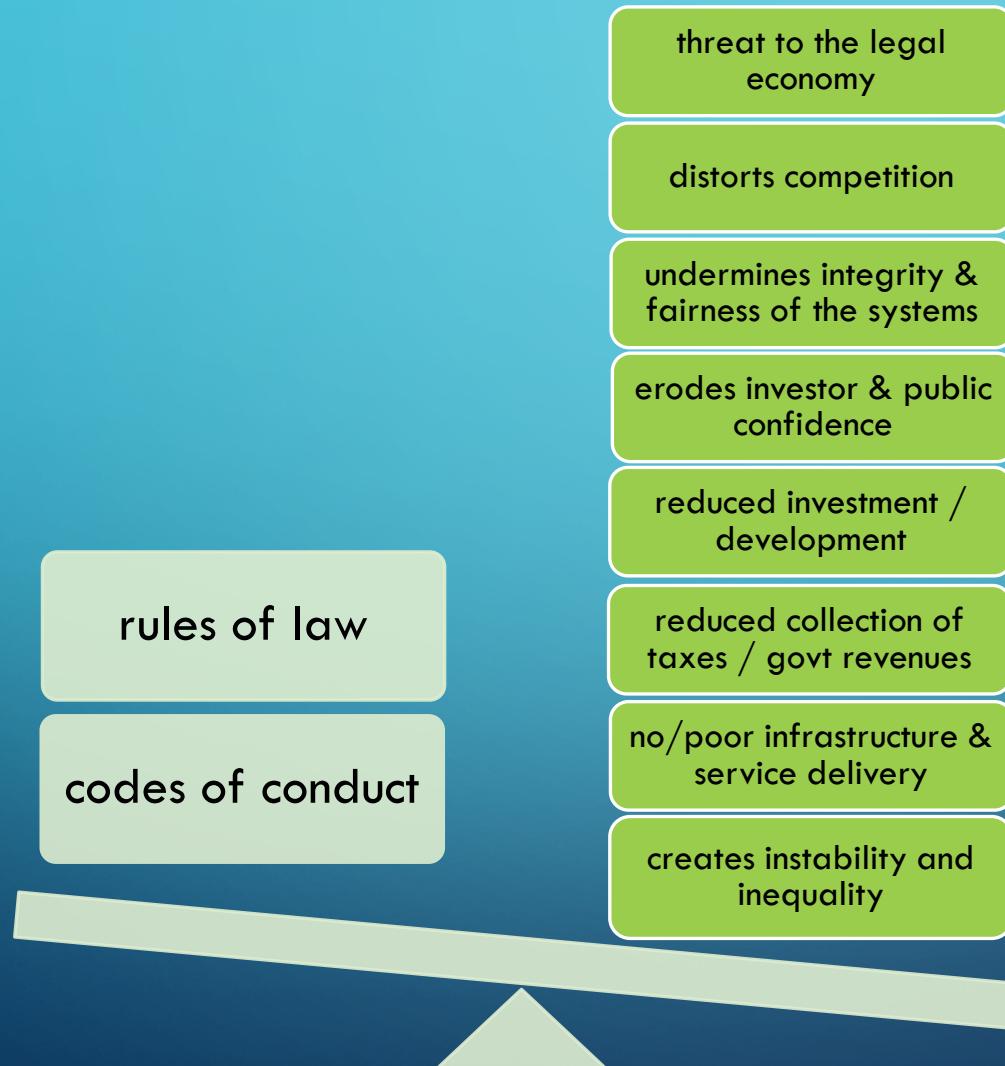 threat to the legal
economy
distorts competition
undermines integrity &
fairness of the systems
erodes investor & public
confidence
reduced investment /
development
reduced collection of
taxes / govt revenues
no/poor infrastructure &
service delivery
creates instability and
inequality
rules of law
codes of conduct